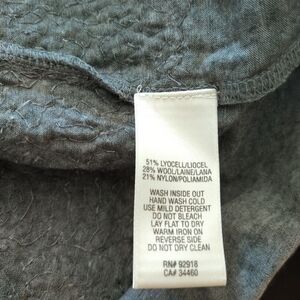 51% LYOCELL/LIOCEL
28% WOOL/LAINE/LANA
21% NYLON/POLIAMIDA
WASH INSIDE OUT
HAND WASH COLD
USE MILD DETERGENT
DO NOT BLEACH
LAY FLAT TO DRY
WARM IRON ON
REVERSE SIDE
DO NOT DRY CLEAN
RN# 92918
CA# 34460